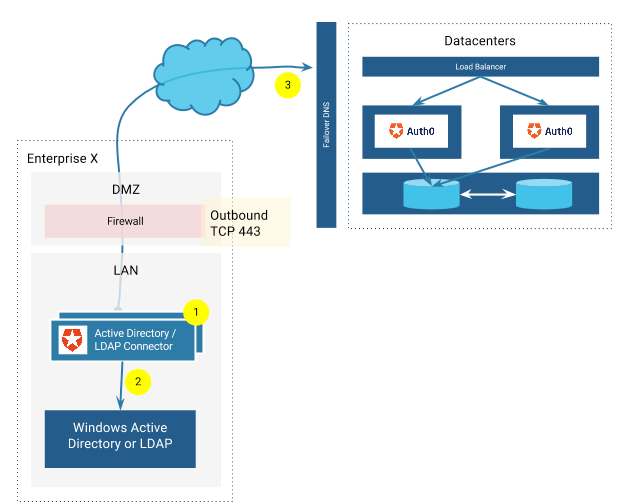 Datacenters
Load Balancer
3
Failover DNS
Auth0
Auth0
Enterprise X
DMZ
Firewall
Outbound
TCP 443
LAN
1
Active Directory /
LDAP Connector
2
Windows Active
Directory or LDAP